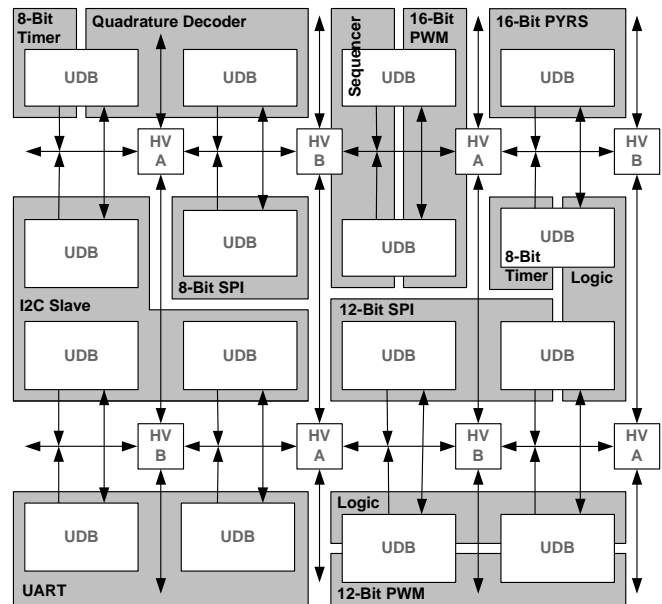 8-Bit
Timer
Quadrature Decoder
Sequencer
16-Bit
PWM
16-Bit PYRS
UDB
UDB
UDB
UDB
HV
A
HV
B
HV
A
HV
B
UDB
UDB
UDB
UDB
8-Bit
Timer
Logic
8-Bit SPI
I2C Slave
12-Bit SPI
UDB
UDB
UDB
UDB
HV
B
HV
A
HV
B
HV
A
Logic
UDB
UDB
UDB
UDB
UART
12-Bit PWM